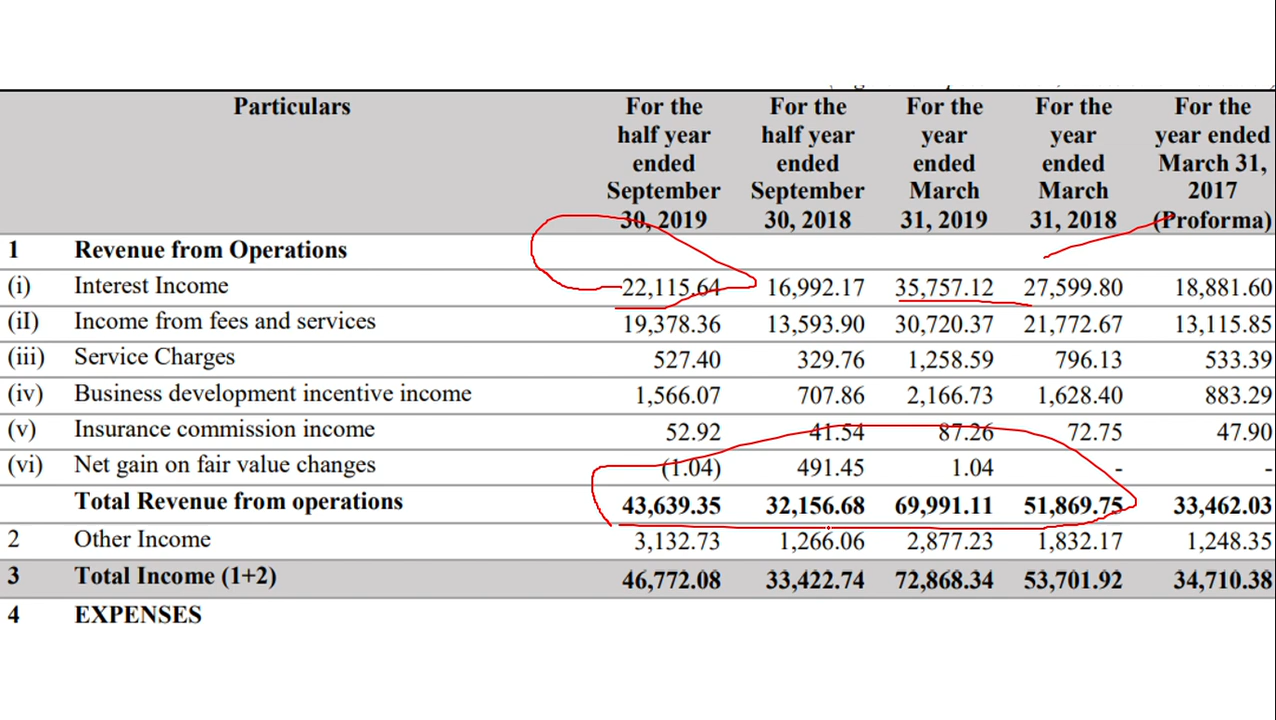 Particulars For the half year ended September 30, 2019 For the half year ended September 30, 2018 For the year ended March 31, 2019 For the year ended March 31, 2018 For the year ended March 31, 2017 (Proforma)
1 Revenue from Operations
(i) Interest Income 22,115.64 16,992.17 35,757.12 27,599.80 18,881.60
(iI) Income from fees and services 19,378.36 13,593.90 30,720.37 21,772.67 13,115.85
(iii) Service Charges 527.40 329.76 1,258.59 796.13 533.39
(iv) Business development incentive income 1,566.07 707.86 2,166.73 1,628.40 883.29
(v) Insurance commission income 52.92 41.54 87.26 72.75 47.90
(vi) Net gain on fair value changes (1.04) 491.45 1.04 - -
Total Revenue from operations 43,639.35 32,156.68 69,991.11 51,869.75 33,462.03
2 Other Income 3,132.73 1,266.06 2,877.23 1,832.17 1,248.35
3 Total Income (1+2) 46,772.08 33,422.74 72,868.34 53,701.92 34,710.38
4 EXPENSES